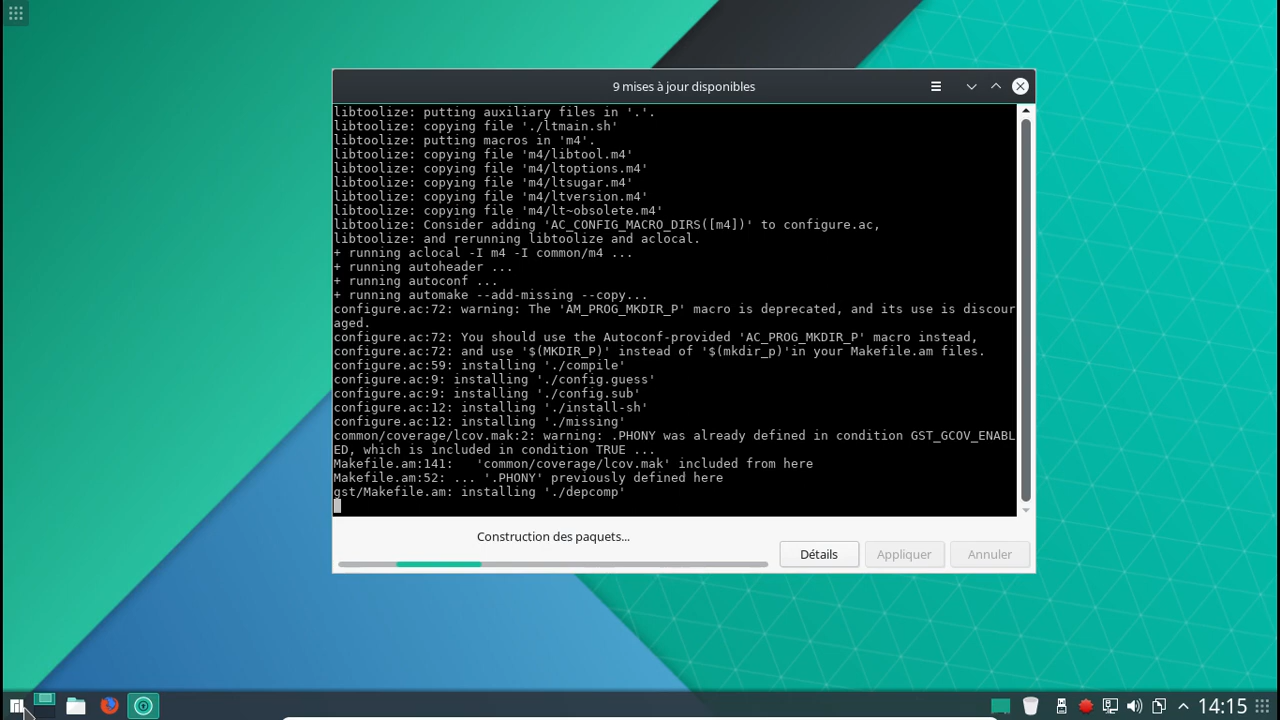 9 mises à jour disponibles
libtoolize: putting auxiliary files in '.'.
libtoolize: copying file './ltmain.sh'
libtoolize: putting macros in 'm4'.
libtoolize: copying file 'm4/libtool.m4'
libtoolize: copying file 'm4/ltoptions.m4'
libtoolize: copying file 'm4/ltsugar.m4'
libtoolize: copying file 'm4/ltversion.m4'
libtoolize: copying file 'm4/lt~obsolete.m4'
libtoolize: Consider adding 'AC_CONFIG_MACRO_DIRS([m4])' to configure.ac,
libtoolize: and rerunning libtoolize and aclocal.
+ running aclocal -I m4 -I common/m4 ...
+ running autoheader ...
+ running autoconf ...
+ running automake --add-missing --copy...
configure.ac:72: warning: The 'AM_PROG_MKDIR_P' macro is deprecated, and its use is discour
aged.
configure.ac:72: You should use the Autoconf-provided 'AC_PROG_MKDIR_P' macro instead,
configure.ac:72: and use '$(MKDIR_P)' instead of '$(mkdir_p)'in your Makefile.am files.
configure.ac:59: installing './compile'
configure.ac:9: installing './config.guess'
configure.ac:9: installing './config.sub'
configure.ac:12: installing './install-sh'
configure.ac:12: installing './missing'
common/coverage/lcov.mak:2: warning: .PHONY was already defined in condition GST_GCOV_ENABL
ED, which is included in condition TRUE ...
Makefile.am:141:   'common/coverage/lcov.mak' included from here
Makefile.am:52: ... '.PHONY' previously defined here
gst/Makefile.am: installing './depcomp'
Construction des paquets...
Détails
Appliquer
Annuler
14:15